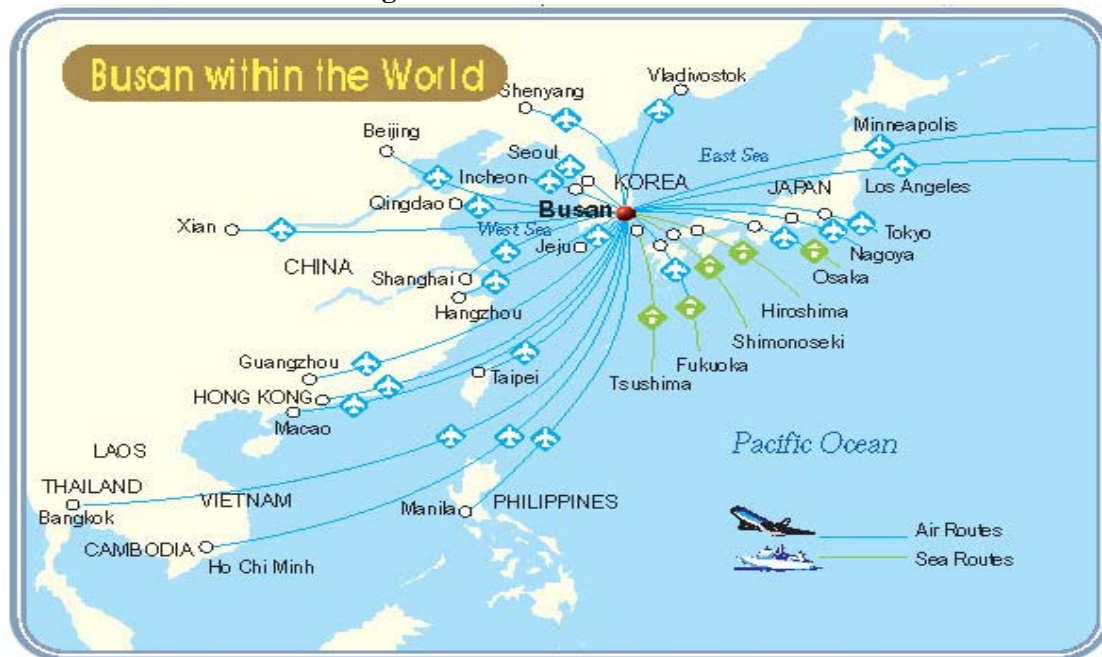 Busan within the World
Vladivostok
Shenyang
Beijing
Minneapolis
Seoul
East Sea
Incheon
KOREA
JAPAN
Los Angeles
Qingdao
Busan
Xian
West Sea
Tokyo
Jeju
Nagoya
CHINA
Shanghai
Osaka
Hangzhou
Hiroshima
Shimonoseki
Guangzhou
Fukuoka
Taipei
Tsushima
HONG KONG
Macao
Pacific Ocean
LAOS
THAILAND
VIETNAM
Manila
PHILIPPINES
Bangkok
Air Routes
CAMBODIA
Ho Chi Minh
Sea Routes